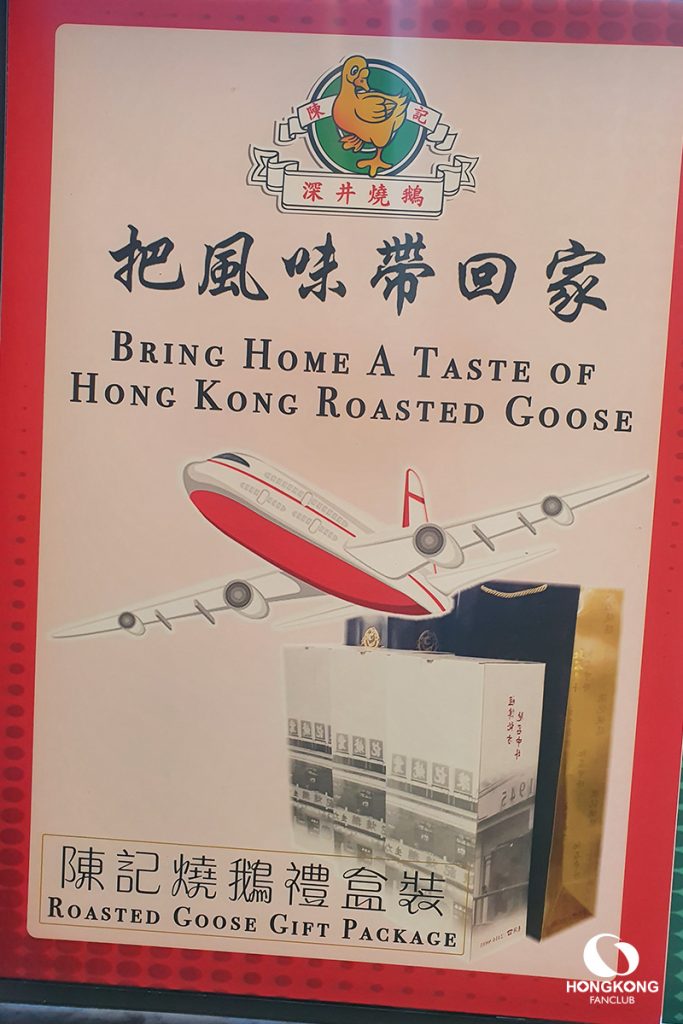 陳記
深井燒鵝
把風味帶回家
BRING HOME A TASTE OF
HONG KONG ROASTED GOOSE
1945
陳記燒鵝禮盒裝
ROASTED GOOSE GIFT PACKAGE
HONGKONG
FANCLUB